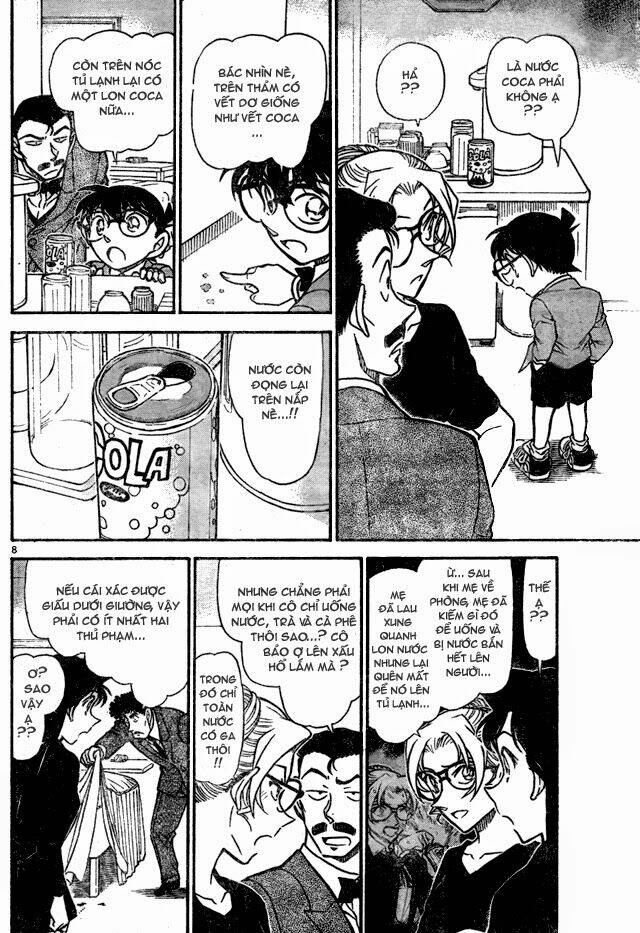 LÀ NƯỚC
COCA PHẢI
KHÔNG Ạ
??
HẢ
??
BÁC NHÌN NÈ,
TRÊN THẢM CÓ
VẾT DƠ GIỐNG
NHƯ VẾT COCA
...
CÒN TRÊN NÓC
TỦ LẠNH LẠI CÓ
MỘT LON COCA
NỮA...
COLA
COLA
NƯỚC CÒN
ĐỌNG LẠI
TRÊN NẮP
NÈ...!!
COLA
8
THẾ
Ạ??
Ừ... SAU
KHI MẸ VỀ
PHÒNG, MẸ ĐÃ
KIẾM GÌ ĐÓ
ĐỂ UỐNG VÀ
BỊ NƯỚC BẮN
HẾT LÊN
NGƯỜI...
MẸ
ĐÃ LAU
XUNG QUANH
LON NƯỚC
NHƯNG LẠI
QUÊN MẤT
ĐỂ NÓ LÊN
TỦ LẠNH...
NHƯNG CHẲNG PHẢI
MỌI KHI CÔ CHỈ UỐNG
NƯỚC, TRÀ VÀ CÀ PHÊ
THÔI SAO...? CÔ
BẢO Ợ LÊN XẤU
HỔ LẮM MÀ?
TRONG
ĐÓ CHỈ
TOÀN
NƯỚC
CÓ GA
THÔI
!!
NẾU CÁI XÁC ĐƯỢC
GIẤU DƯỚI GIƯỜNG, VẬY
PHẢI CÓ ÍT NHẤT HAI
THỦ PHẠM...
Ơ?
SAO
VẬY
Ạ
??